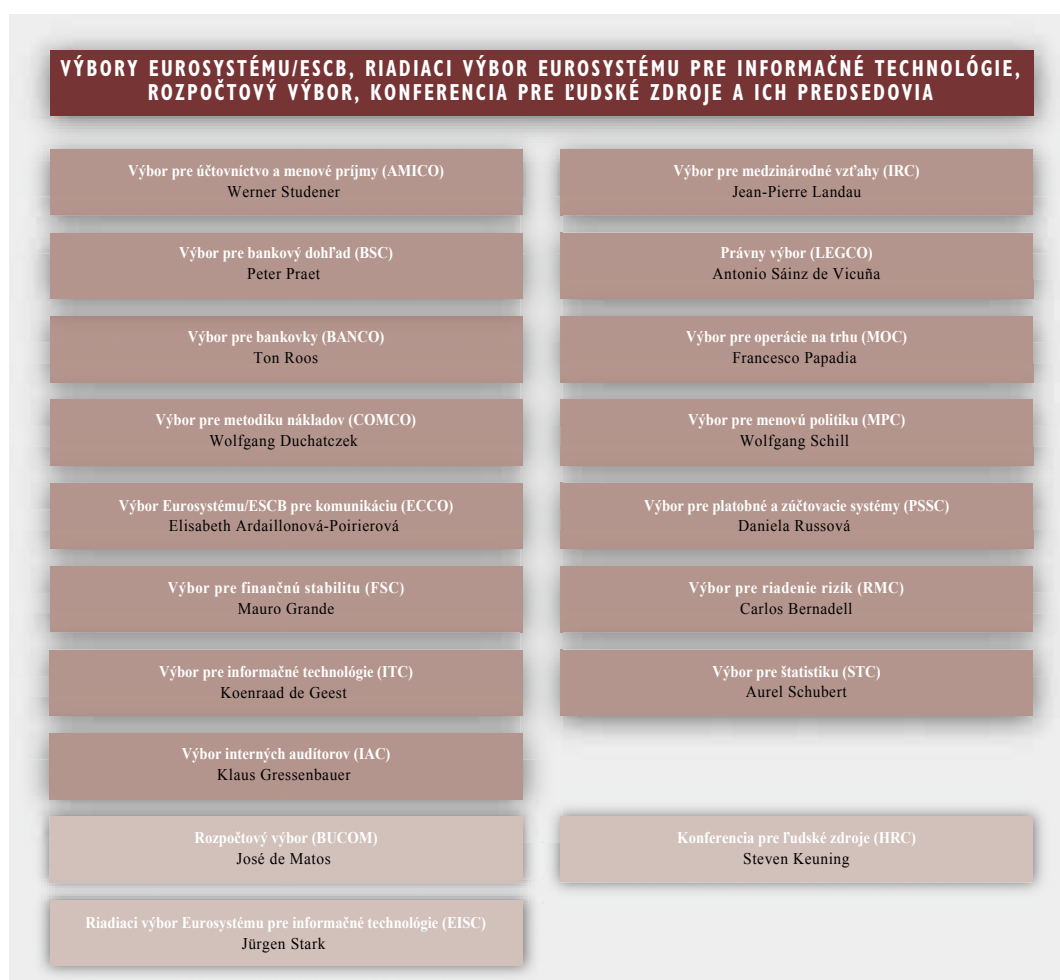 VÝBORY EUROSYSTÉMU/ESCB, RIADIACI VÝBOR EUROSYSTÉMU PRE INFORMAČNÉ TECHNOLÓGIE,
ROZPOČTOVÝ VÝBOR, KONFERENCIA PRE ĽUDSKÉ ZDROJE A ICH PREDSEDOVIA
Výbor pre účtovníctvo a menové príjmy (AMICO)
Werner Studener
Výbor pre bankový dohľad (BSC)
Peter Praet
Výbor pre bankovky (BANCO)
Ton Roos
Výbor pre metodiku nákladov (COMCO)
Wolfgang Duchatczek
Výbor Eurosystému/ESCB pre komunikáciu (ECCO)
Elisabeth Ardaillonová-Poirierová
Výbor pre finančnú stabilitu (FSC)
Mauro Grande
Výbor pre informačné technológie (ITC)
Koenraad de Geest
Výbor interných audítorov (IAC)
Klaus Gressenbauer
Rozpočtový výbor (BUCOM)
José de Matos
Riadiaci výbor Eurosystému pre informačné technológie (EISC)
Jürgen Stark
Výbor pre medzinárodné vzťahy (IRC)
Jean-Pierre Landau
Právny výbor (LEGCO)
Antonio Sáinz de Vicuña
Výbor pre operácie na trhu (MOC)
Francesco Papadia
Výbor pre menovú politiku (MPC)
Wolfgang Schill
Výbor pre platobné a zúčtovacie systémy (PSSC)
Daniela Russová
Výbor pre riadenie rizík (RMC)
Carlos Bernadell
Výbor pre štatistiku (STC)
Aurel Schubert
Konferencia pre ľudské zdroje (HRC)
Steven Keuning